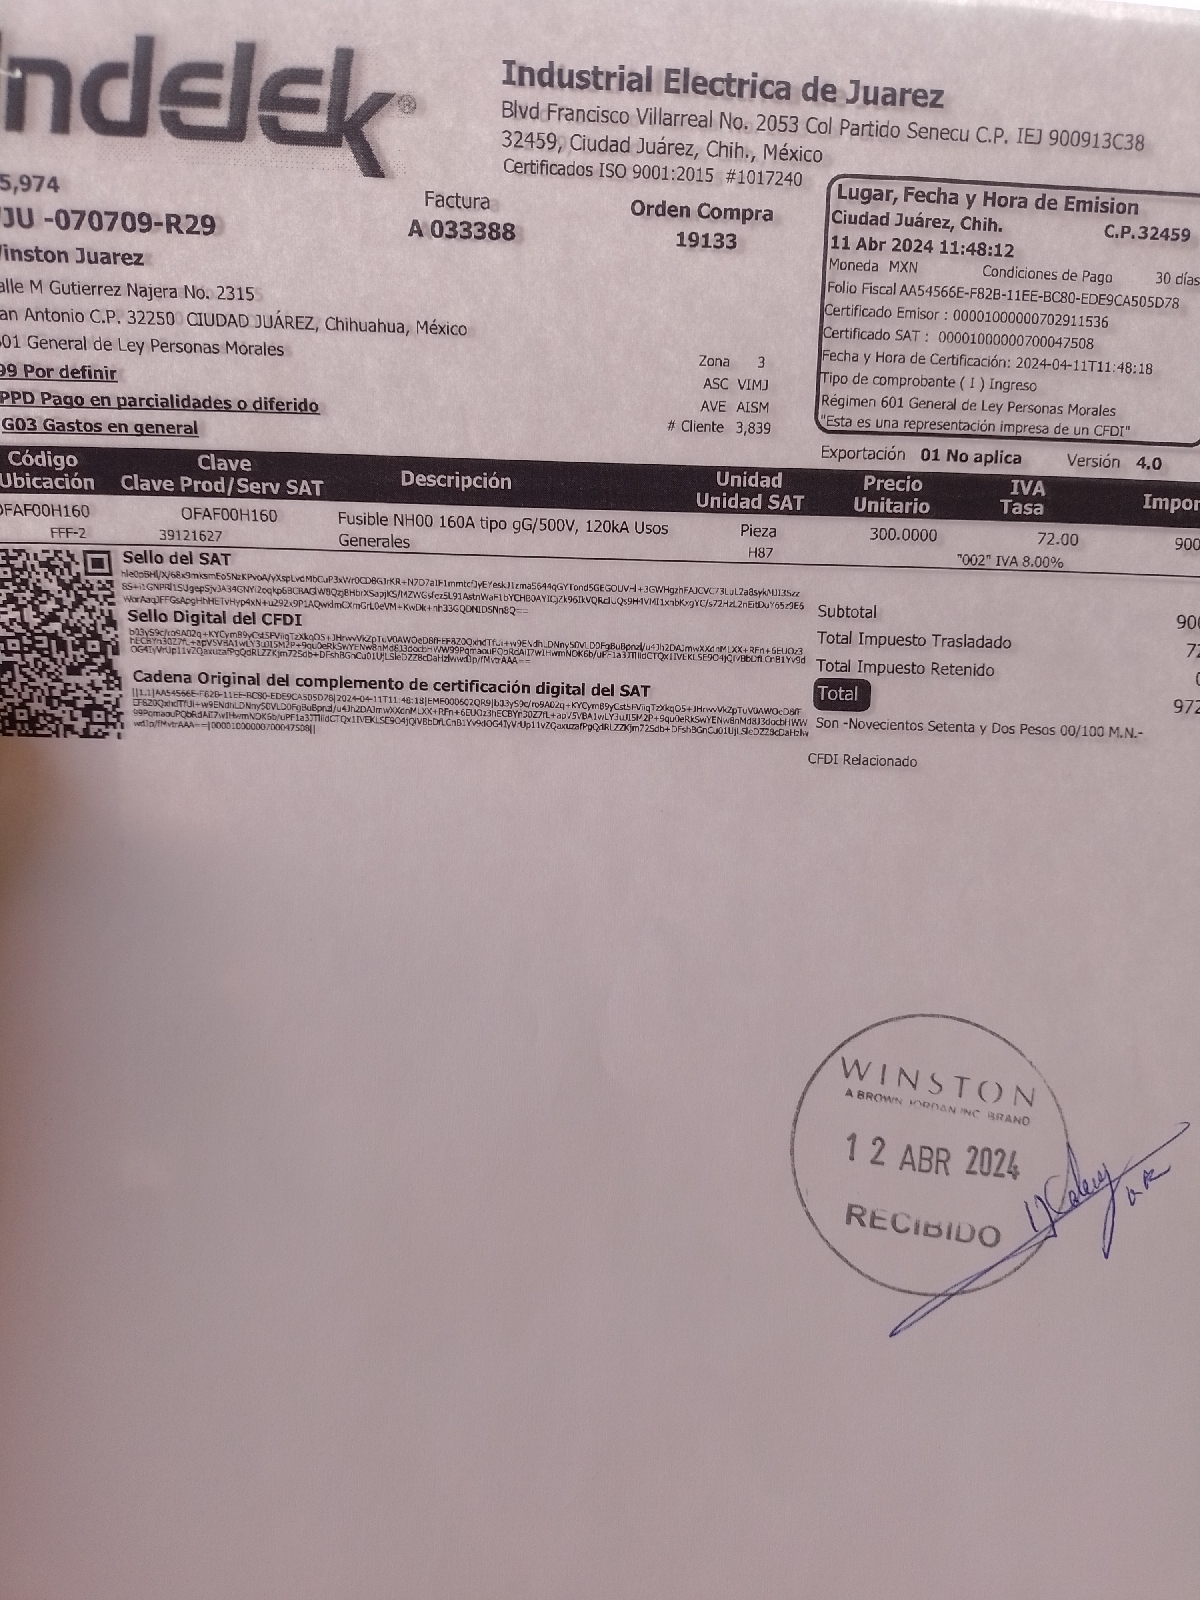 ndelek®
Industrial Electrica de Juarez
Blvd Francisco Villarreal No. 2053 Col Partido Senecu C.P. IEJ 900913C38
32459, Ciudad Juárez, Chih., México
Certificados ISO 9001:2015 #1017240
5,974
JU -070709-R29
Factura
A 033388
Orden Compra
19133
Lugar, Fecha y Hora de Emision
Ciudad Juárez, Chih. C.P.32459
11 Abr 2024 11:48:12
Moneda MXN Condiciones de Pago 30 días
Folio Fiscal AA54566E-F82B-11EE-BC80-EDE9CA505D78
Certificado Emisor : 00001000000702911536
Certificado SAT : 00001000000700047508
Fecha y Hora de Certificación: 2024-04-11T11:48:18
Tipo de comprobante ( I ) Ingreso
Régimen 601 General de Ley Personas Morales
"Esta es una representación impresa de un CFDI"
inston Juarez
alle M Gutierrez Najera No. 2315
an Antonio C.P. 32250 CIUDAD JUÁREZ, Chihuahua, México
601 General de Ley Personas Morales
99 Por definir
PPD Pago en parcialidades o diferido
G03 Gastos en general
Zona 3
ASC VIMJ
AVE AISM
# Cliente 3,839
Exportación 01 No aplica Versión 4.0
Código Ubicación
Clave
Clave Prod/Serv SAT
Descripción
Unidad
Unidad SAT
Precio Unitario
IVA Tasa
Impor
OFAF00H160 OFAF00H160 Fusible NH00 160A tipo gG/500V, 120kA Usos Pieza 300.0000 72.00 900
FFF-2 39121627 Generales H87 "002" IVA 8.00%
Sello del SAT
Sello Digital del CFDI
Cadena Original del complemento de certificación digital del SAT
Subtotal 900
Total Impuesto Trasladado 72
Total Impuesto Retenido 0
Total 972
Son -Novecientos Setenta y Dos Pesos 00/100 M.N.-
CFDI Relacionado
WINSTON
A BROWN JORDAN INC BRAND
12 ABR 2024
RECIBIDO